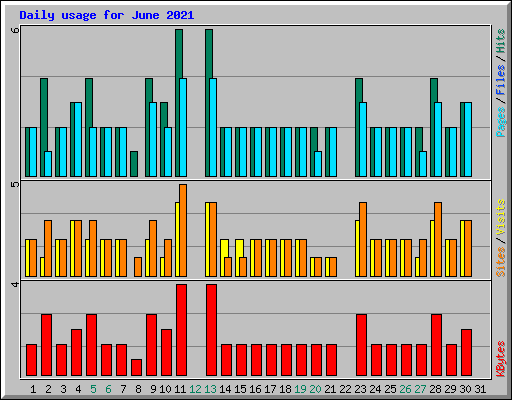 Daily usage for June 2021
6
Pages / Files / Hits
5
Sites / Visits
4
KBytes
1 2 3 4 5 6 7 8 9 10 11 12 13 14 15 16 17 18 19 20 21 22 23 24 25 26 27 28 29 30 31